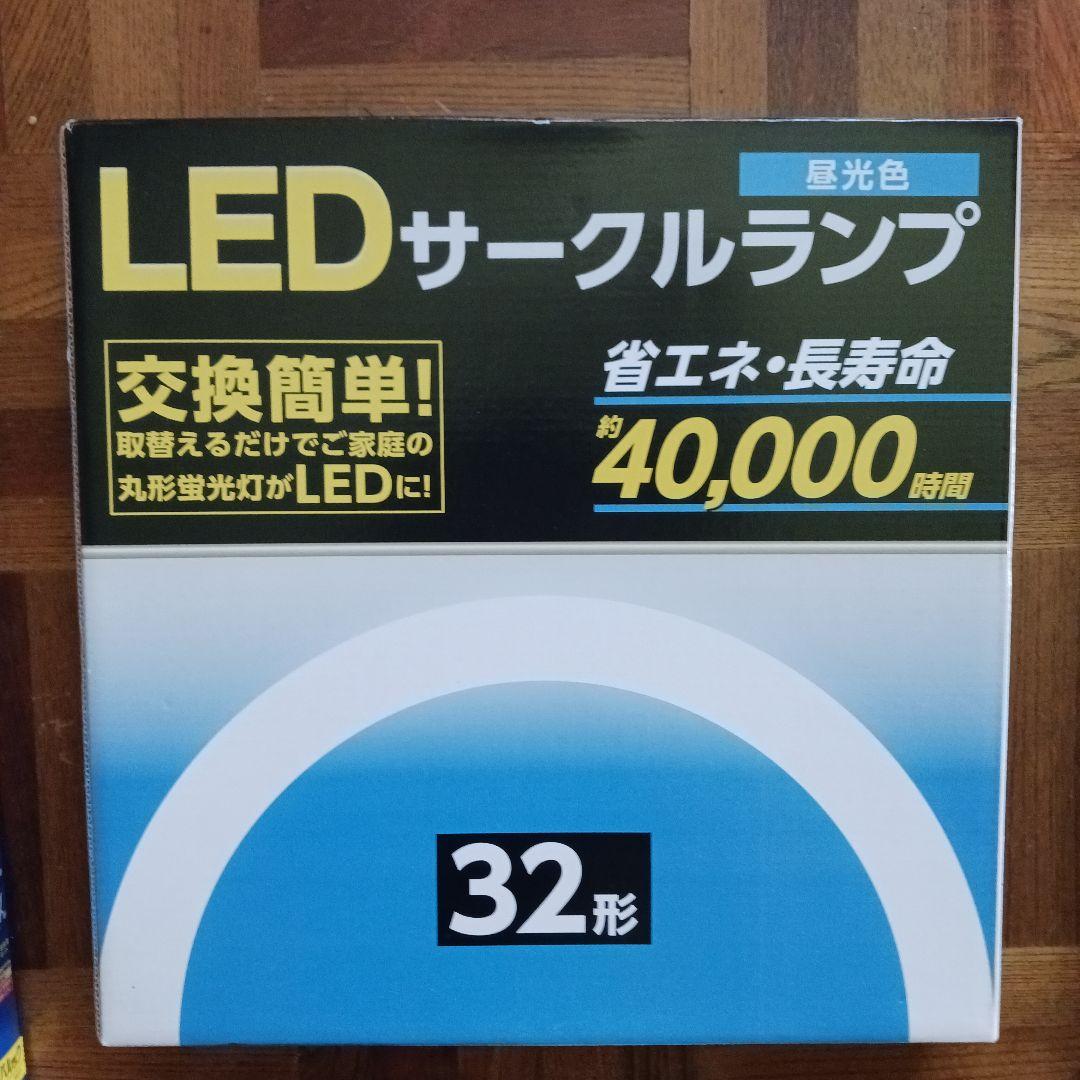 昼光色
LEDサークルランプ
交換簡単!
取替えるだけでご家庭の
丸形蛍光灯がLEDに!
省エネ・長寿命
約40,000時間
32形